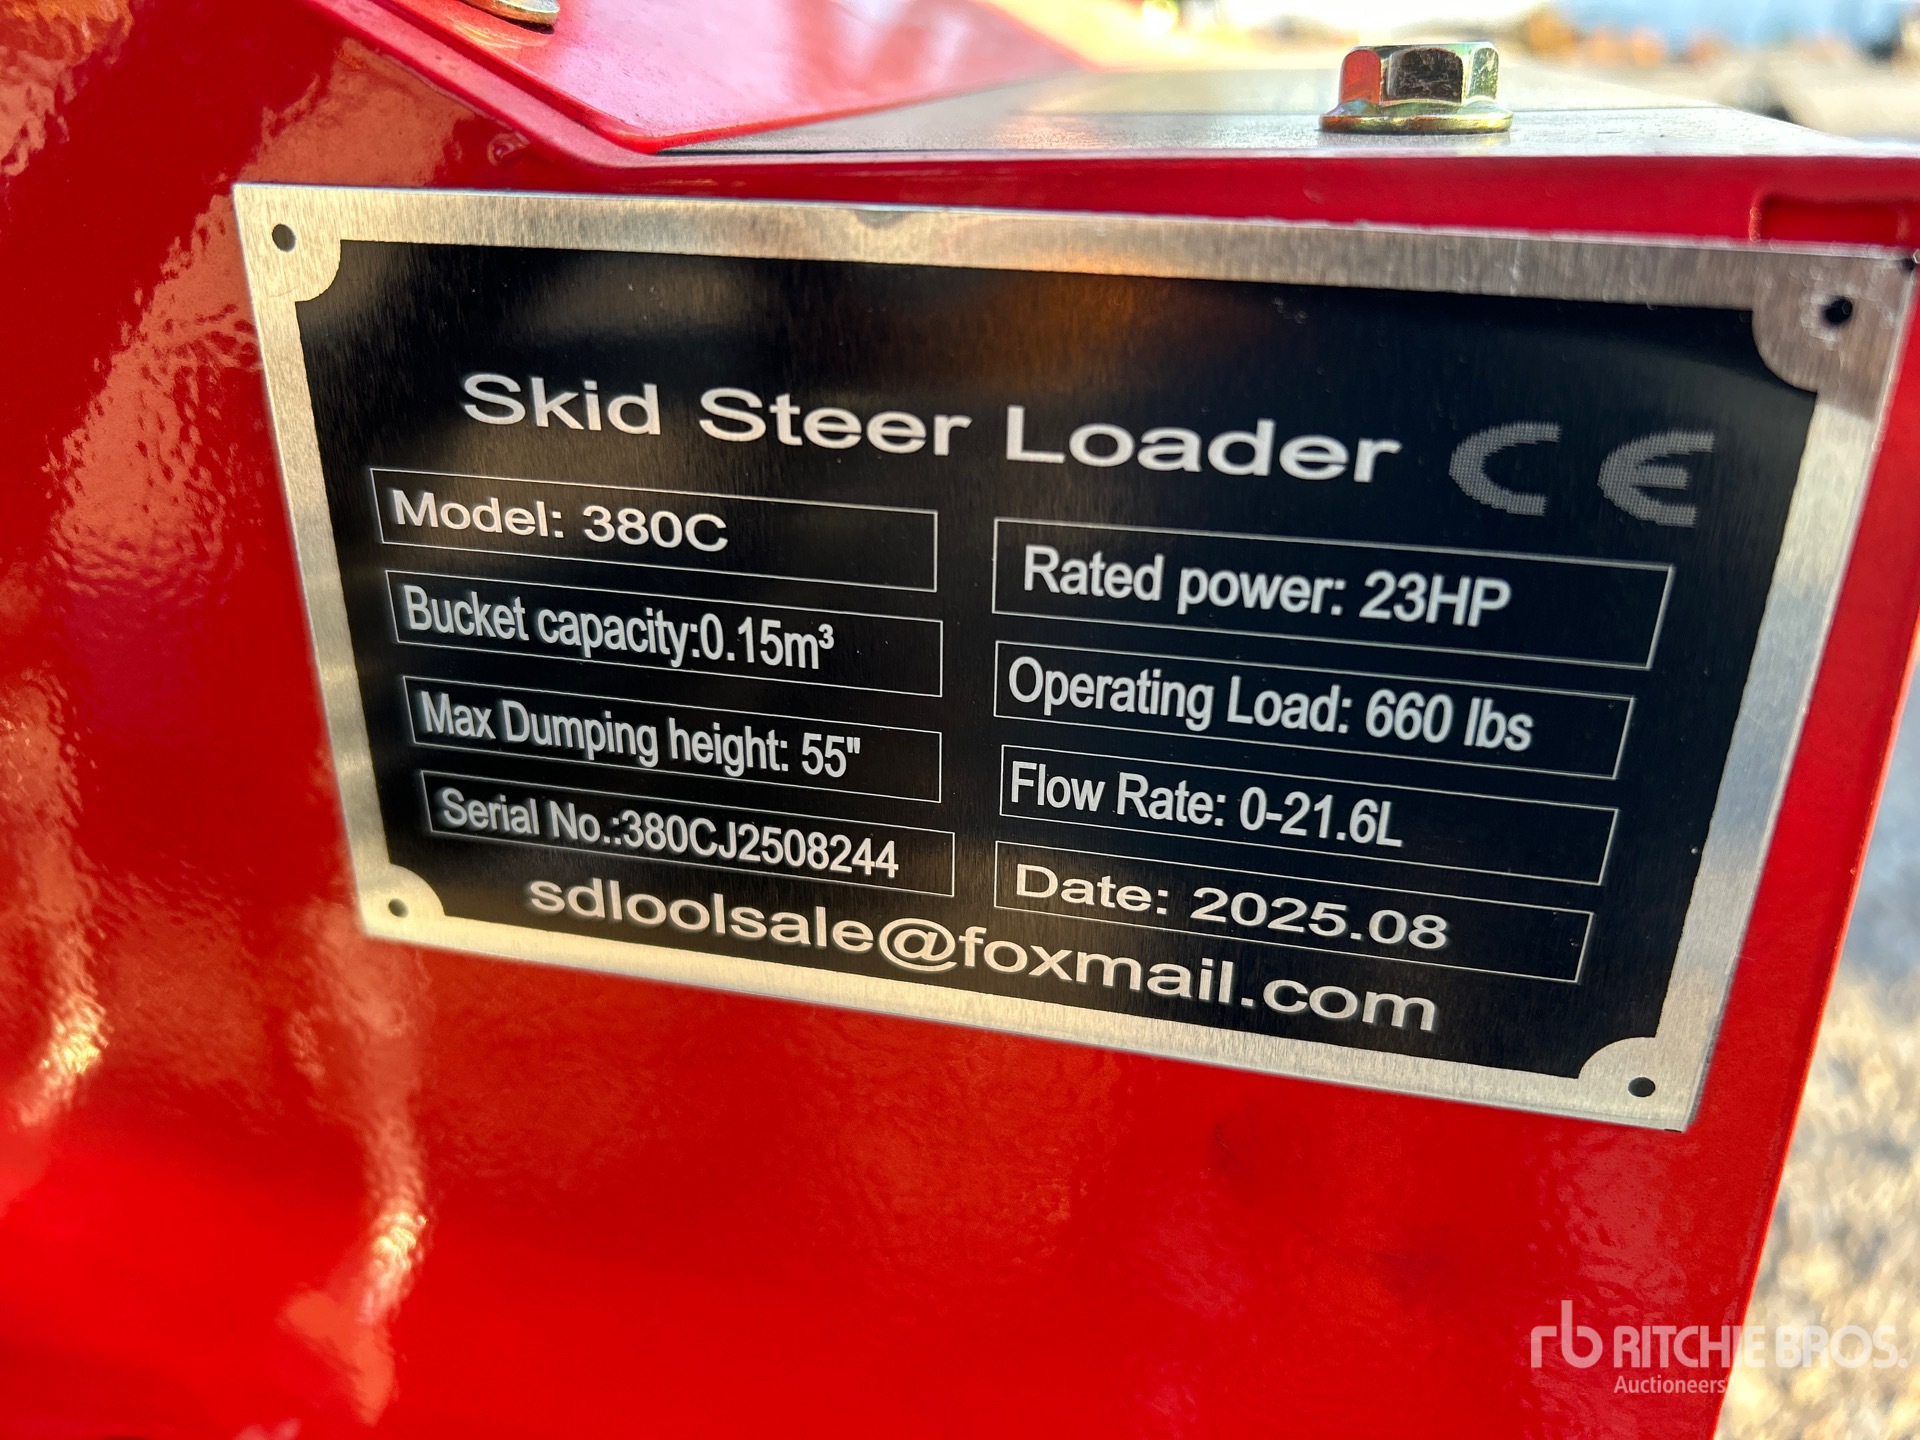 Skid Steer Loader CE
Model: 380C
Rated power: 23HP
Bucket capacity:0.15m³
Operating Load: 660 lbs
Max Dumping height: 55"
Flow Rate: 0-21.6L
Serial No.:380CJ2508244
Date: 2025.08
sdloolsale@foxmail.com
rb RITCHIE BROS.
Auctioneers